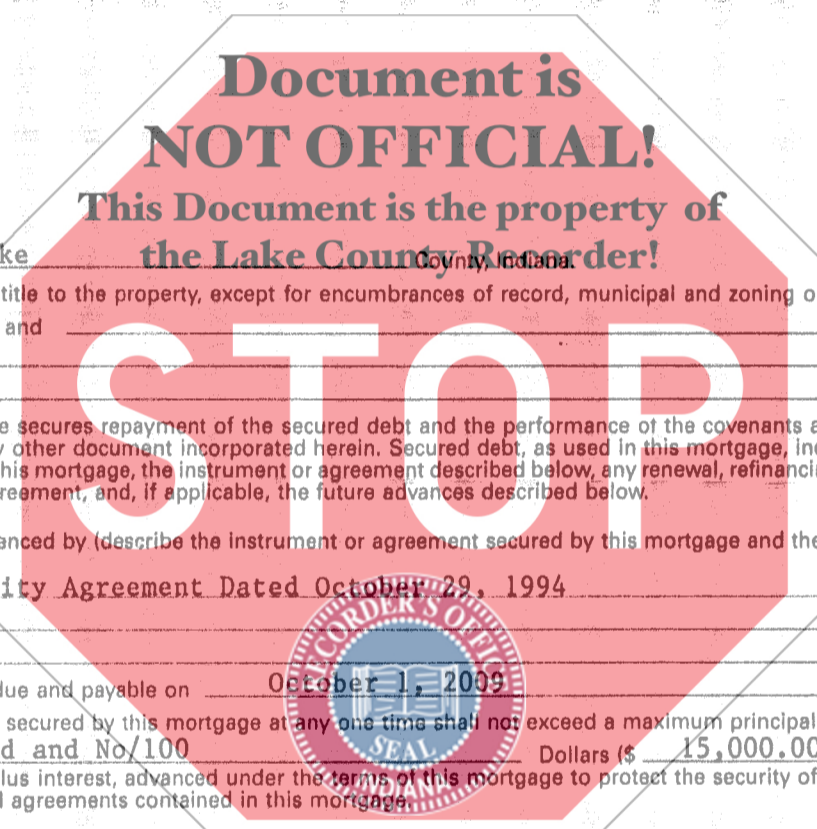 Document is
NOT OFFICIAL!
This Document is the property of
the Lake County Recorder!
ke County, Indiana.
title to the property, except for encumbrances of record, municipal and zoning o
and
STOP
e secures repayment of the secured debt and the performance of the covenants a
y other document incorporated herein. Secured debt, as used in this mortgage, inc
his mortgage, the instrument or agreement described below, any renewal, refinancin
reement, and, if applicable, the future advances described below.
enced by (describe the instrument or agreement secured by this mortgage and the
ity Agreement Dated October 29, 1994
RECORDER'S OFFICE
due and payable on October 1, 2009
secured by this mortgage at any one time shall not exceed a maximum principal
d and No/100 Dollars ($ 15,000.00
SEAL
lus interest, advanced under the terms of this mortgage to protect the security of
d agreements contained in this mortgage.
INDIANA